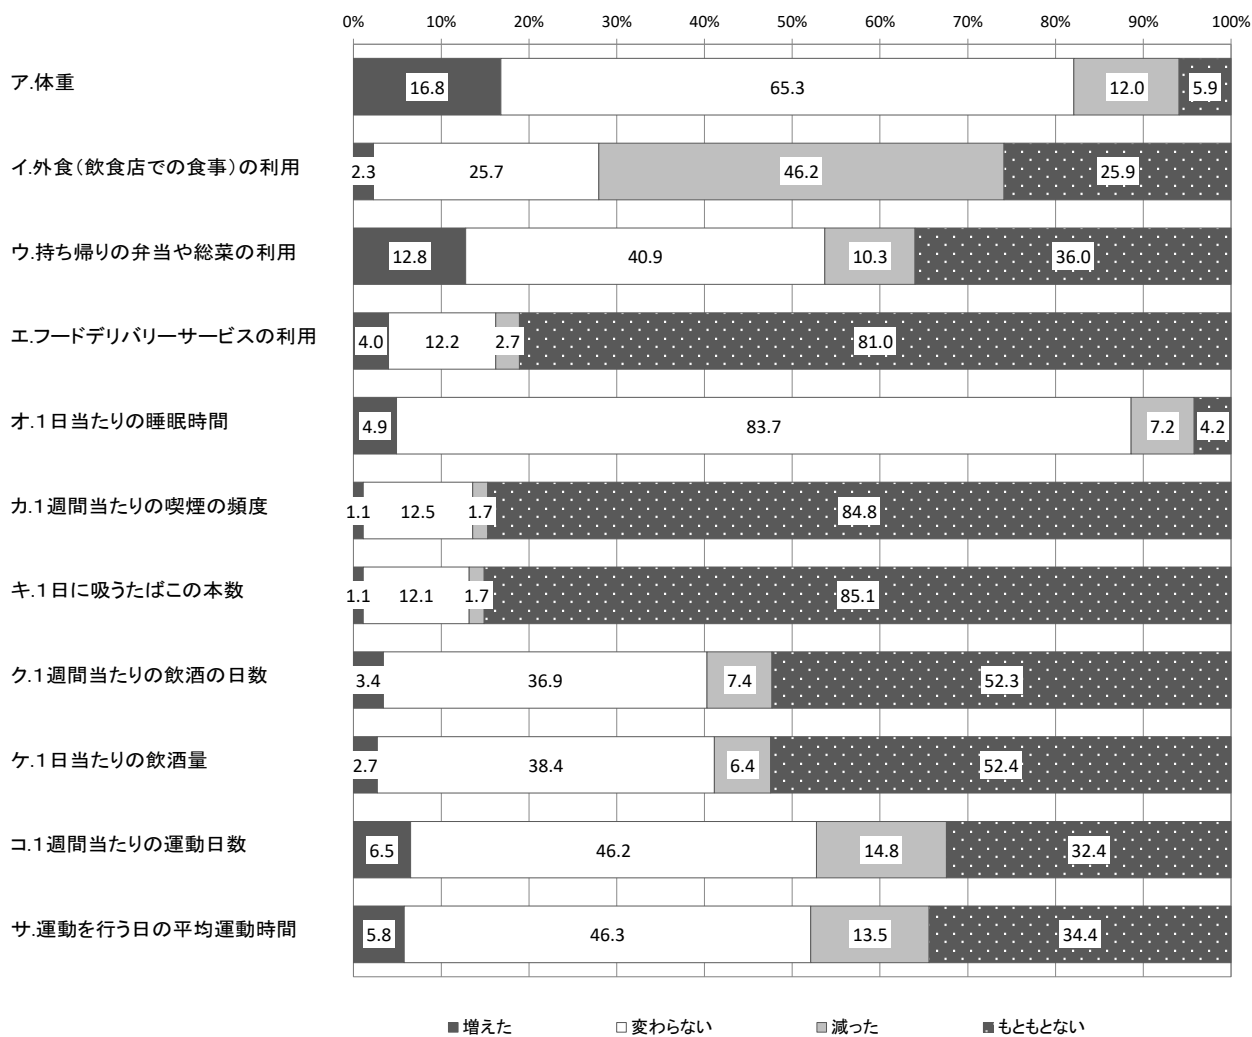 0% 10% 20% 30% 40% 50% 60% 70% 80% 90% 100%
ア.体重 16.8 65.3 12.0 5.9
イ.外食(飲食店での食事)の利用 2.3 25.7 46.2 25.9
ウ.持ち帰りの弁当や総菜の利用 12.8 40.9 10.3 36.0
エ.フードデリバリーサービスの利用 4.0 12.2 2.7 81.0
オ.1日当たりの睡眠時間 4.9 83.7 7.2 4.2
カ.1週間当たりの喫煙の頻度 1.1 12.5 1.7 84.8
キ.1日に吸うたばこの本数 1.1 12.1 1.7 85.1
ク.1週間当たりの飲酒の日数 3.4 36.9 7.4 52.3
ケ.1日当たりの飲酒量 2.7 38.4 6.4 52.4
コ.1週間当たりの運動日数 6.5 46.2 14.8 32.4
サ.運動を行う日の平均運動時間 5.8 46.3 13.5 34.4
増えた 変わらない 減った もともとない